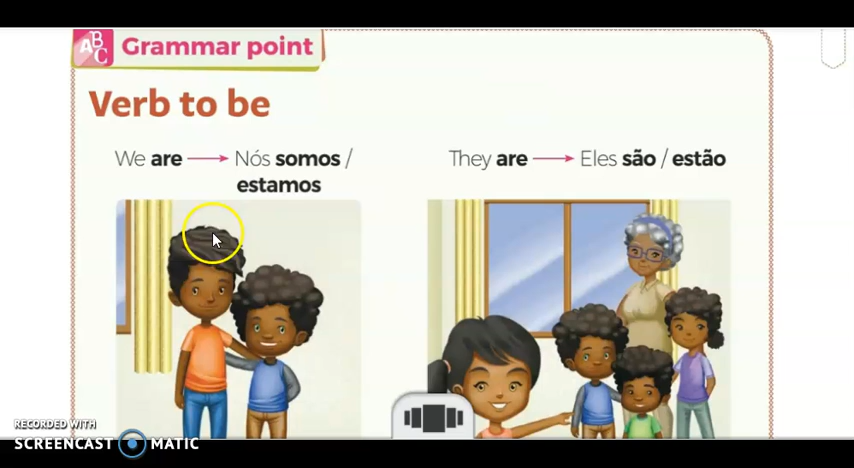 ABC Grammar point
Verb to be
We are → Nós somos /
estamos
They are → Eles são / estão
RECORDED WITH
SCREENCAST MATIC